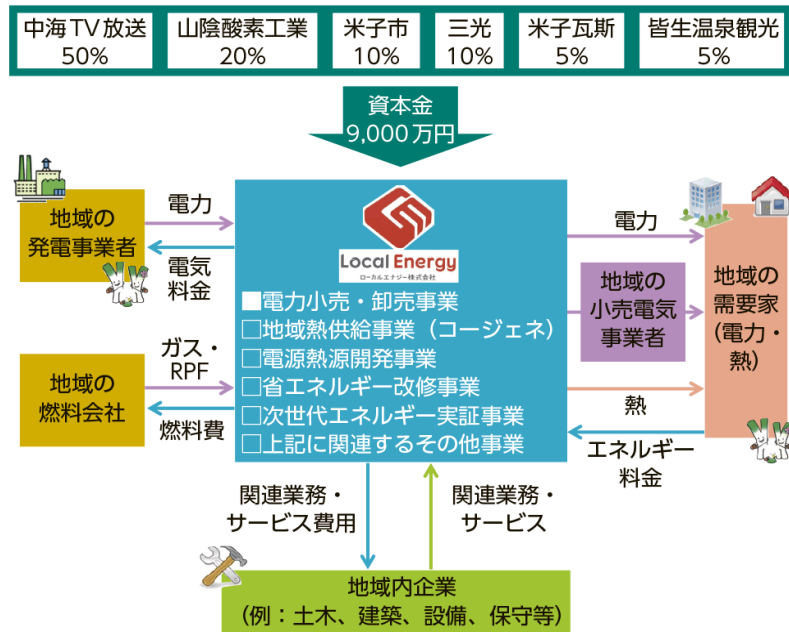 中海TV放送
50%
山陰酸素工業
20%
米子市
10%
三光
10%
米子瓦斯
5%
皆生温泉観光
5%
資本金
9,000万円
地域の
発電事業者
電力
電気
料金
Local Energy
ローカルエナジー株式会社
■電力小売・卸売事業
□地域熱供給事業（コージェネ）
□電源熱源開発事業
□省エネルギー改修事業
□次世代エネルギー実証事業
□上記に関連するその他事業
電力
地域の
小売電気
事業者
地域の
需要家
（電力・
熱）
地域の
燃料会社
ガス・
RPF
燃料費
熱
エネルギー
料金
関連業務・
サービス費用
関連業務・
サービス
地域内企業
（例：土木、建築、設備、保守等）